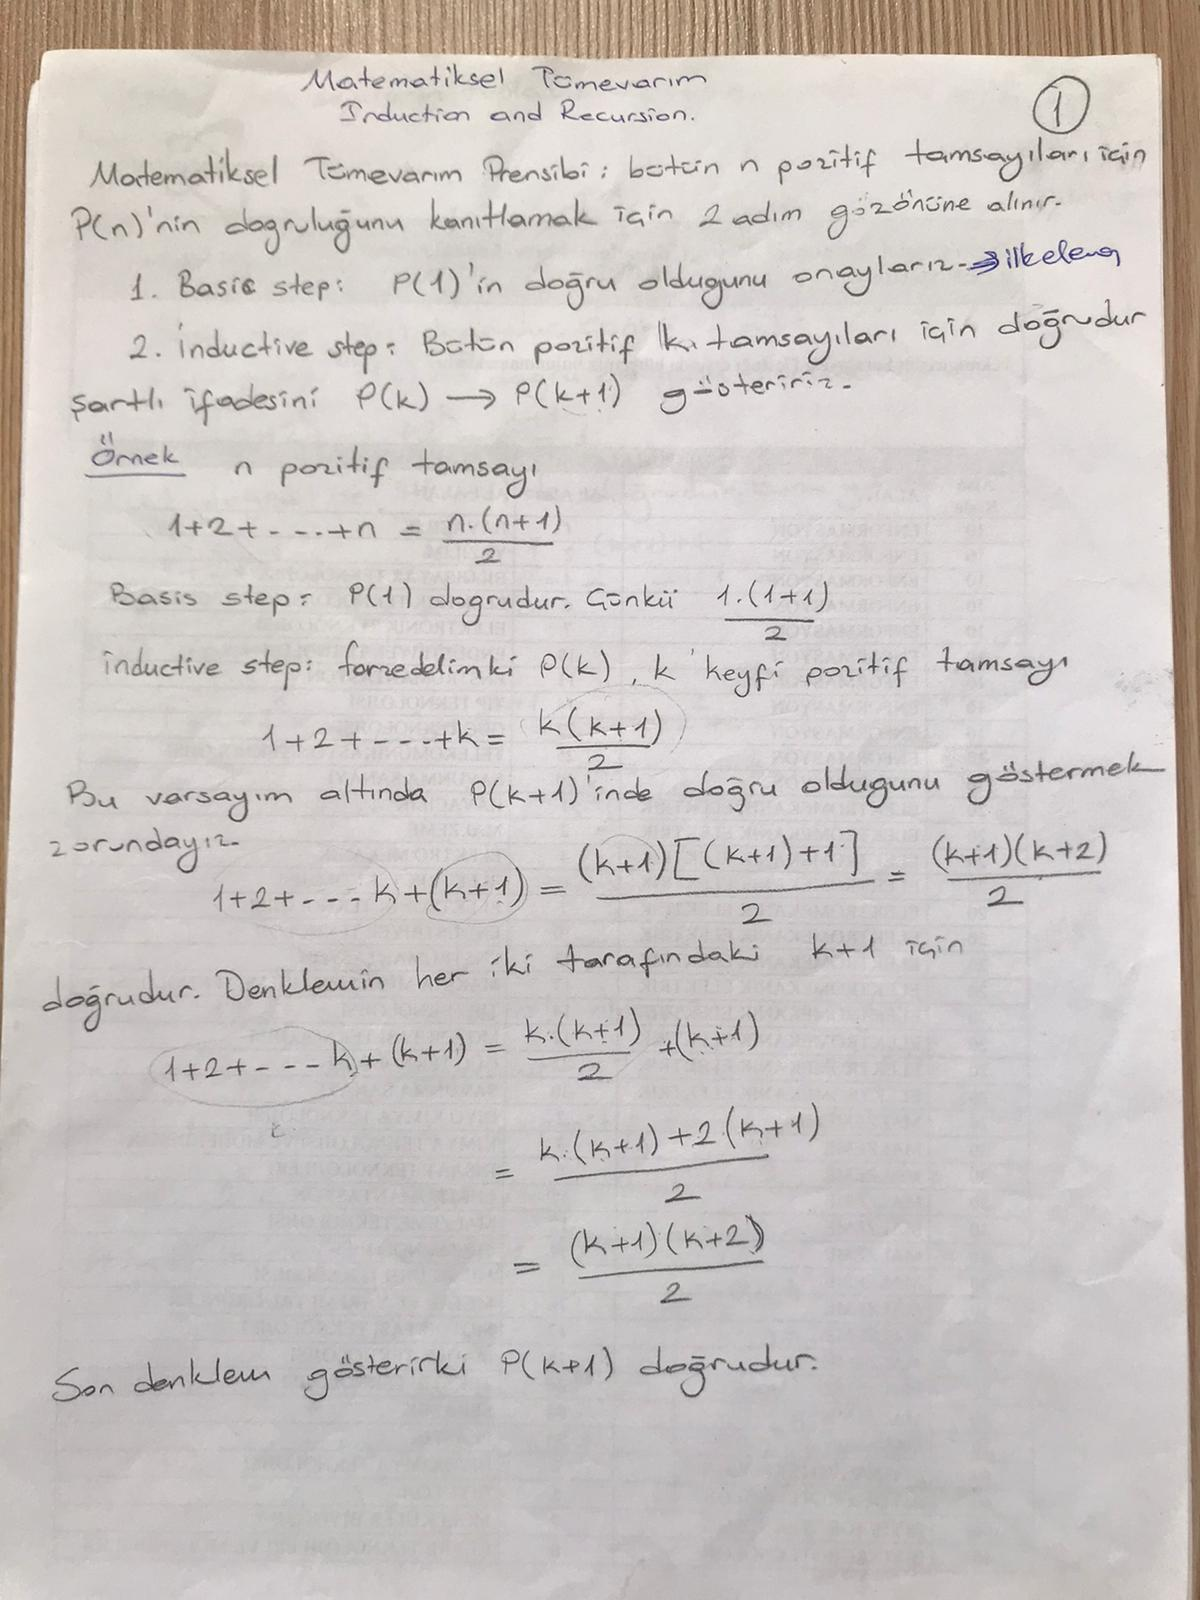 Matematiksel Tümevarım
Induction and Recursion.
1
Matematiksel Tümevarım Prensibi : bütün n pozitif tamsayıları için
P(n)'nin doğruluğunu kanıtlamak için 2 adım gözönüne alınır.
1. Basic step: P(1)'in doğru olduğunu onaylarız. →
2. inductive step: Bütün pozitif k tamsayıları için doğrudur
şartlı ifadesini P(k) → P(k+1) gösteririz.
Örnek n pozitif tamsayı
1+2+-...+n = n.(n+1)/2
Basis step: P(1) doğrudur. Çünkü 1.(1+1)/2
inductive step: farzedelimki P(k), k keyfi pozitif tamsayı
1+2+---.+k = k(k+1)/2
Bu varsayım altında P(k+1)'inde doğru olduğunu göstermek
zorundayız.
1+2+--- k+(k+1) = (k+1)[(k+1)+1]/2 = (k+1)(k+2)/2
doğrudur. Denklemin her iki tarafındaki k+1 için
1+2+--- k+(k+1) = k.(k+1)/2 +(k+1)
= k.(k+1)+2.(k+1)/2
= (k+1)(k+2)/2
Son denklem gösterirki P(k+1) doğrudur.